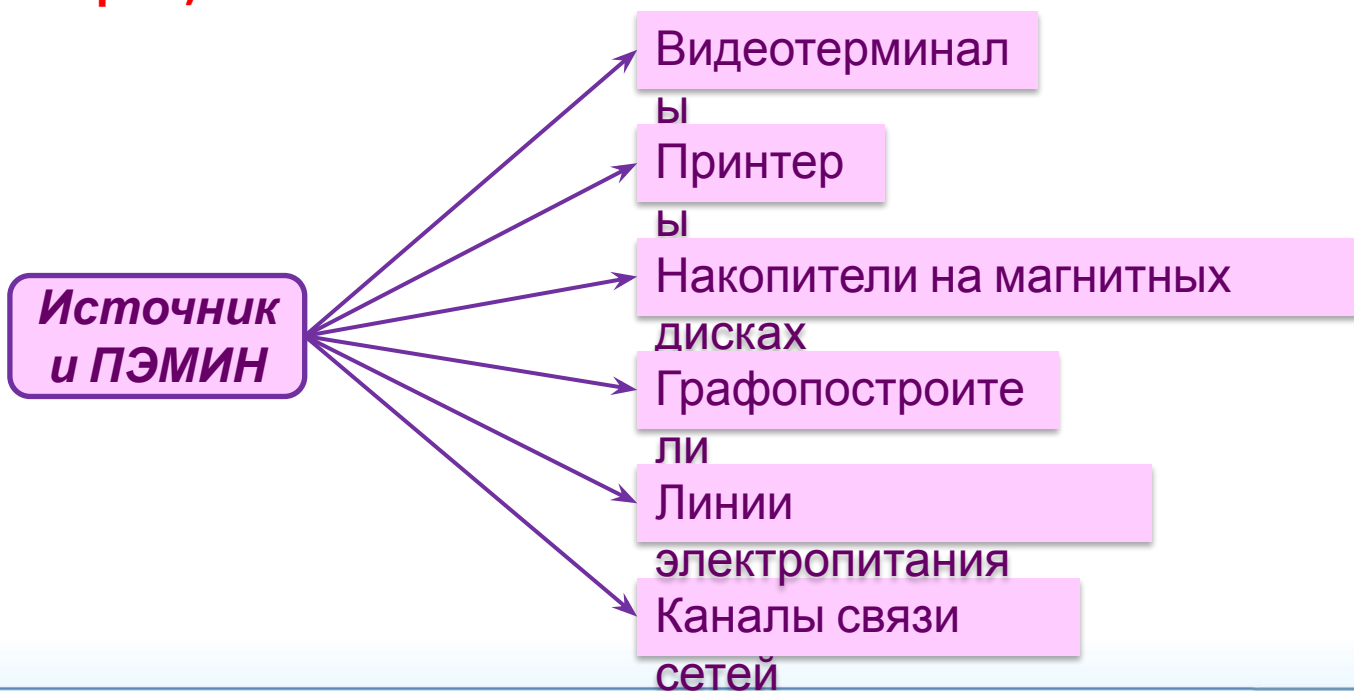 Видеотерминал
ы
Принтер
ы
Накопители на магнитных
дисках
Источник
и ПЭМИН
Графопостроите
ли
Линии
электропитания
Каналы связи
сетей